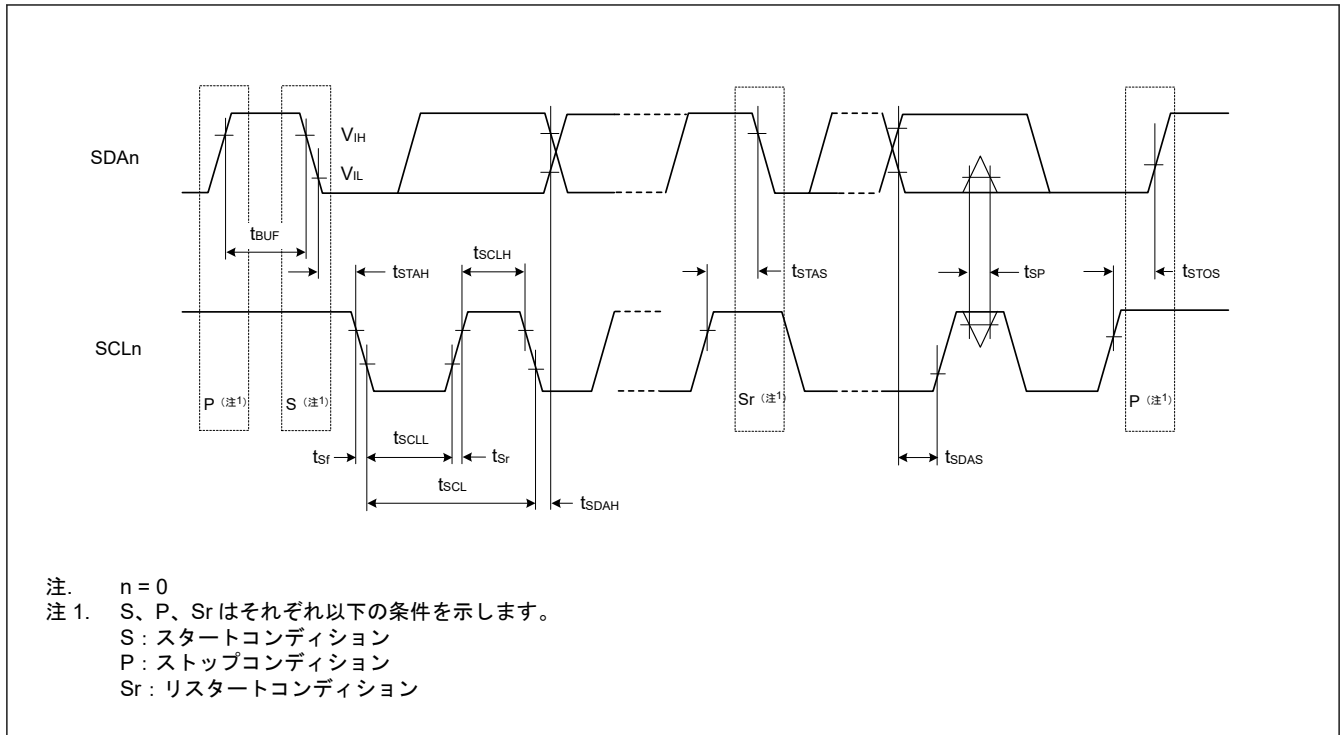 SDAn
VIH
VIL
tBUF
tSTAH
tSCLH
tSTAS
tSP
tSTOS
SCLn
P（注1）
S（注1）
Sr（注1）
P（注1）
tSf
tSCLL
tSr
tSDAS
tSCL
tSDAH
注. n = 0
注 1. S、P、Sr はそれぞれ以下の条件を示します。
S：スタートコンディション
P：ストップコンディション
Sr：リスタートコンディション